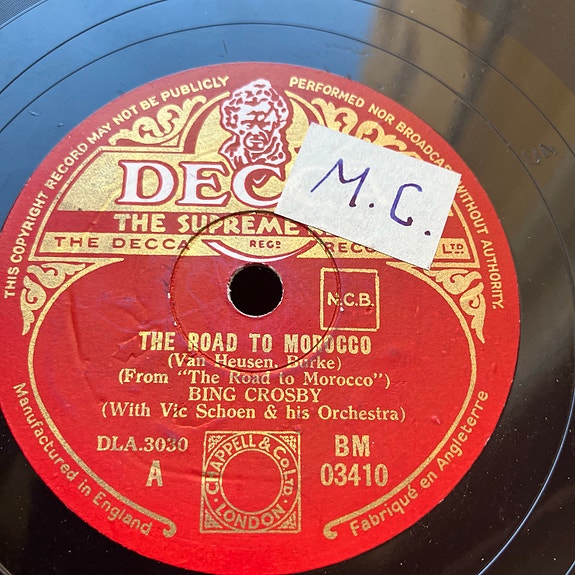 THIS COPYRIGHT RECORD MAY NOT BE PUBLICLY PERFORMED NOR BROADCAST WITHOUT AUTHORITY.
DEC
M.C.
THE SUPREME
THE DECCA REGD RECO LTD
N.C.B.
THE ROAD TO MOROCCO
(Van Heusen, Burke)
(From "The Road to Morocco")
BING CROSBY
(With Vic Schoen & his Orchestra)
DLA.3030 BM
A 03410
CHAPPELL & CO LTD.
LONDON
Manufactured in England
Fabriqué en Angleterre